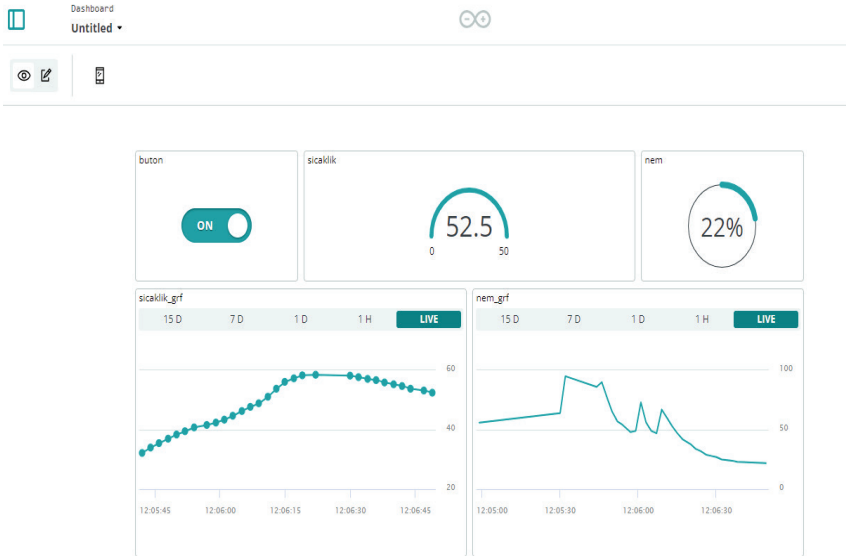 Dashboard
Untitled
buton
ON
sicaklik
52.5
0 50
nem
22%
sicaklik_grf
15 D 7 D 1 D 1 H LIVE
60
40
20
12:05:45 12:06:00 12:06:15 12:06:30 12:06:45
nem_grf
15 D 7 D 1 D 1 H LIVE
100
50
0
12:05:00 12:05:30 12:06:00 12:06:30